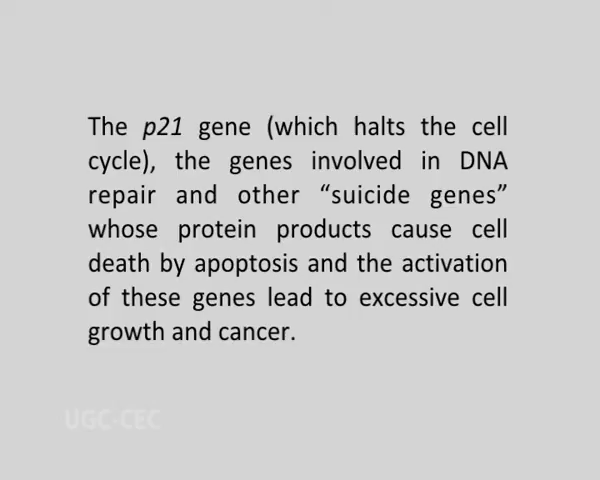 The p21 gene (which halts the cell
cycle), the genes involved in DNA
repair and other “suicide genes”
whose protein products cause cell
death by apoptosis and the activation
of these genes lead to excessive cell
growth and cancer.
UGC-CEC